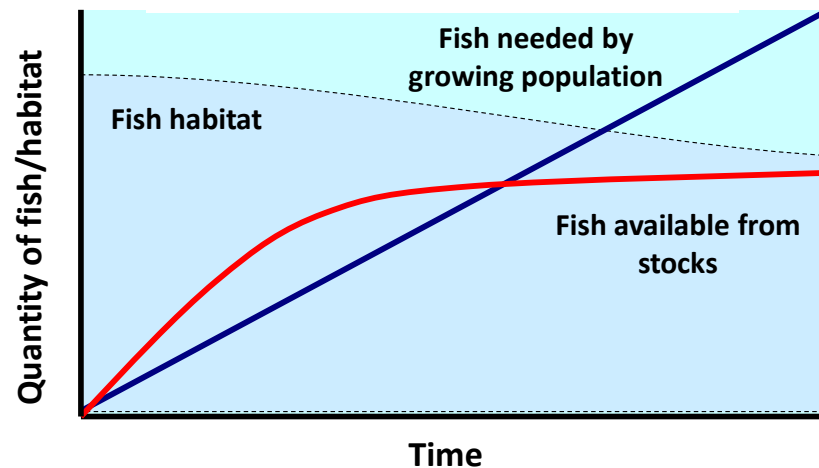 Fish needed by
growing population
Fish habitat
Fish available from
stocks
Quantity of fish/habitat
Time